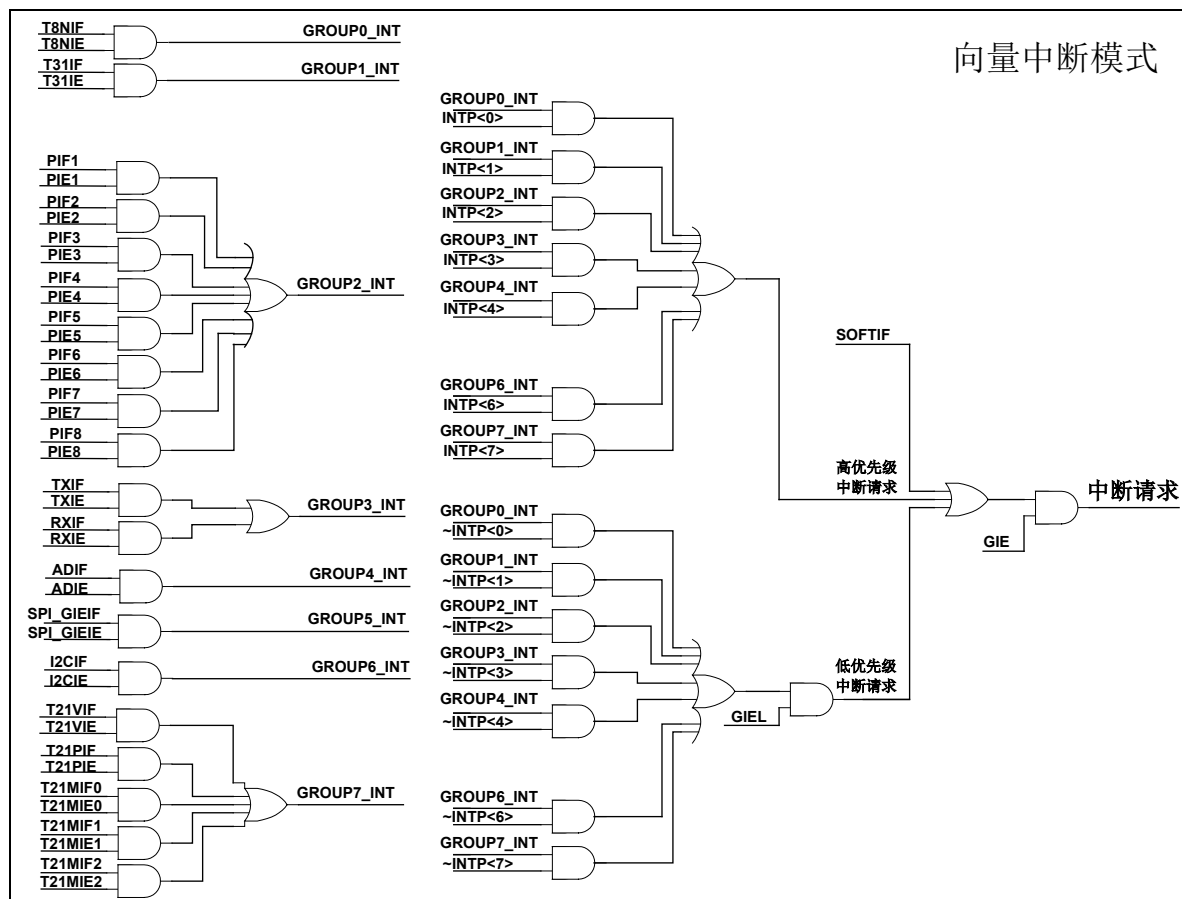 向量中断模式
T8NIF
T8NIE
GROUP0_INT
T31IF
T31IE
GROUP1_INT
PIF1
PIE1
PIF2
PIE2
PIF3
PIE3
PIF4
PIE4
PIF5
PIE5
PIF6
PIE6
PIF7
PIE7
PIF8
PIE8
GROUP2_INT
TXIF
TXIE
RXIF
RXIE
GROUP3_INT
ADIF
ADIE
GROUP4_INT
SPI_GIEIF
SPI_GIEIE
GROUP5_INT
I2CIF
I2CIE
GROUP6_INT
T21VIF
T21VIE
T21PIF
T21PIE
T21MIF0
T21MIE0
T21MIF1
T21MIE1
T21MIF2
T21MIE2
GROUP7_INT
GROUP0_INT
INTP<0>
GROUP1_INT
INTP<1>
GROUP2_INT
INTP<2>
GROUP3_INT
INTP<3>
GROUP4_INT
INTP<4>
GROUP6_INT
INTP<6>
GROUP7_INT
INTP<7>
GROUP0_INT
~INTP<0>
GROUP1_INT
~INTP<1>
GROUP2_INT
~INTP<2>
GROUP3_INT
~INTP<3>
GROUP4_INT
~INTP<4>
GROUP6_INT
~INTP<6>
GROUP7_INT
~INTP<7>
GIEL
SOFTIF
高优先级
中断请求
低优先级
中断请求
GIE
中断请求